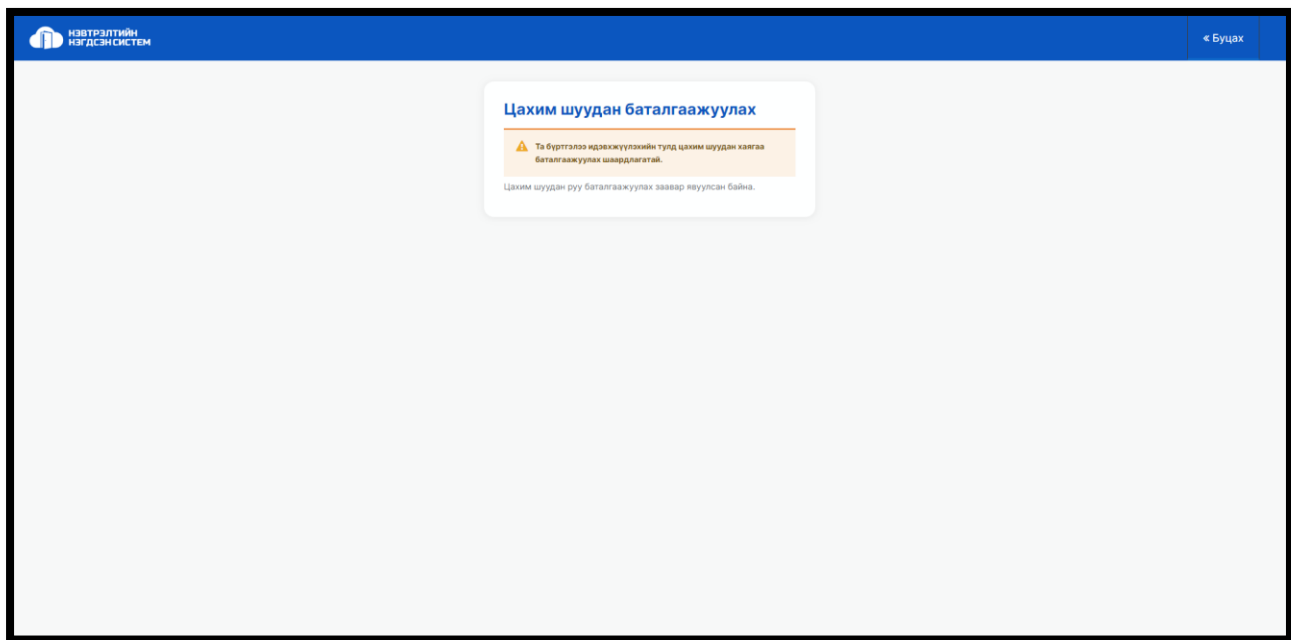 НЭВТРЭЛТИЙН
НЭГДСЭН СИСТЕМ
« Буцах
Цахим шуудан баталгаажуулах
Та бүртгэлээ идэвхжүүлэхийн тулд цахим шуудан хаягаа
баталгаажуулах шаардлагатай.
Цахим шуудан руу баталгаажуулах заавар явуулсан байна.